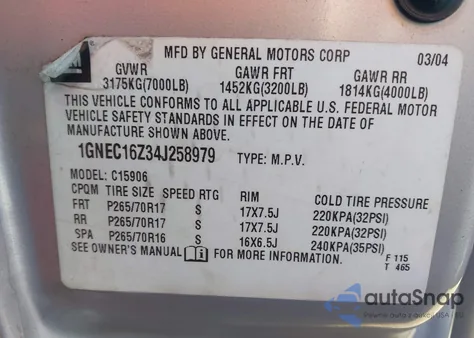 GM
MFD BY GENERAL MOTORS CORP 03/04
GVWR GAWR FRT GAWR RR
3175KG(7000LB) 1452KG(3200LB) 1814KG(4000LB)
THIS VEHICLE CONFORMS TO ALL APPLICABLE U.S. FEDERAL MOTOR
VEHICLE SAFETY STANDARDS IN EFFECT ON THE DATE OF
MANUFACTURE SHOWN ABOVE.
1GNEC16Z34J258979 TYPE: M.P.V.
MODEL: C15906
CPQM TIRE SIZE SPEED RTG RIM COLD TIRE PRESSURE
FRT P265/70R17 S 17X7.5J 220KPA(32PSI)
RR P265/70R17 S 17X7.5J 220KPA(32PSI)
SPA P265/70R16 S 16X6.5J 240KPA(35PSI)
SEE OWNER'S MANUAL i FOR MORE INFORMATION.
F 115
T 465
autoSnap